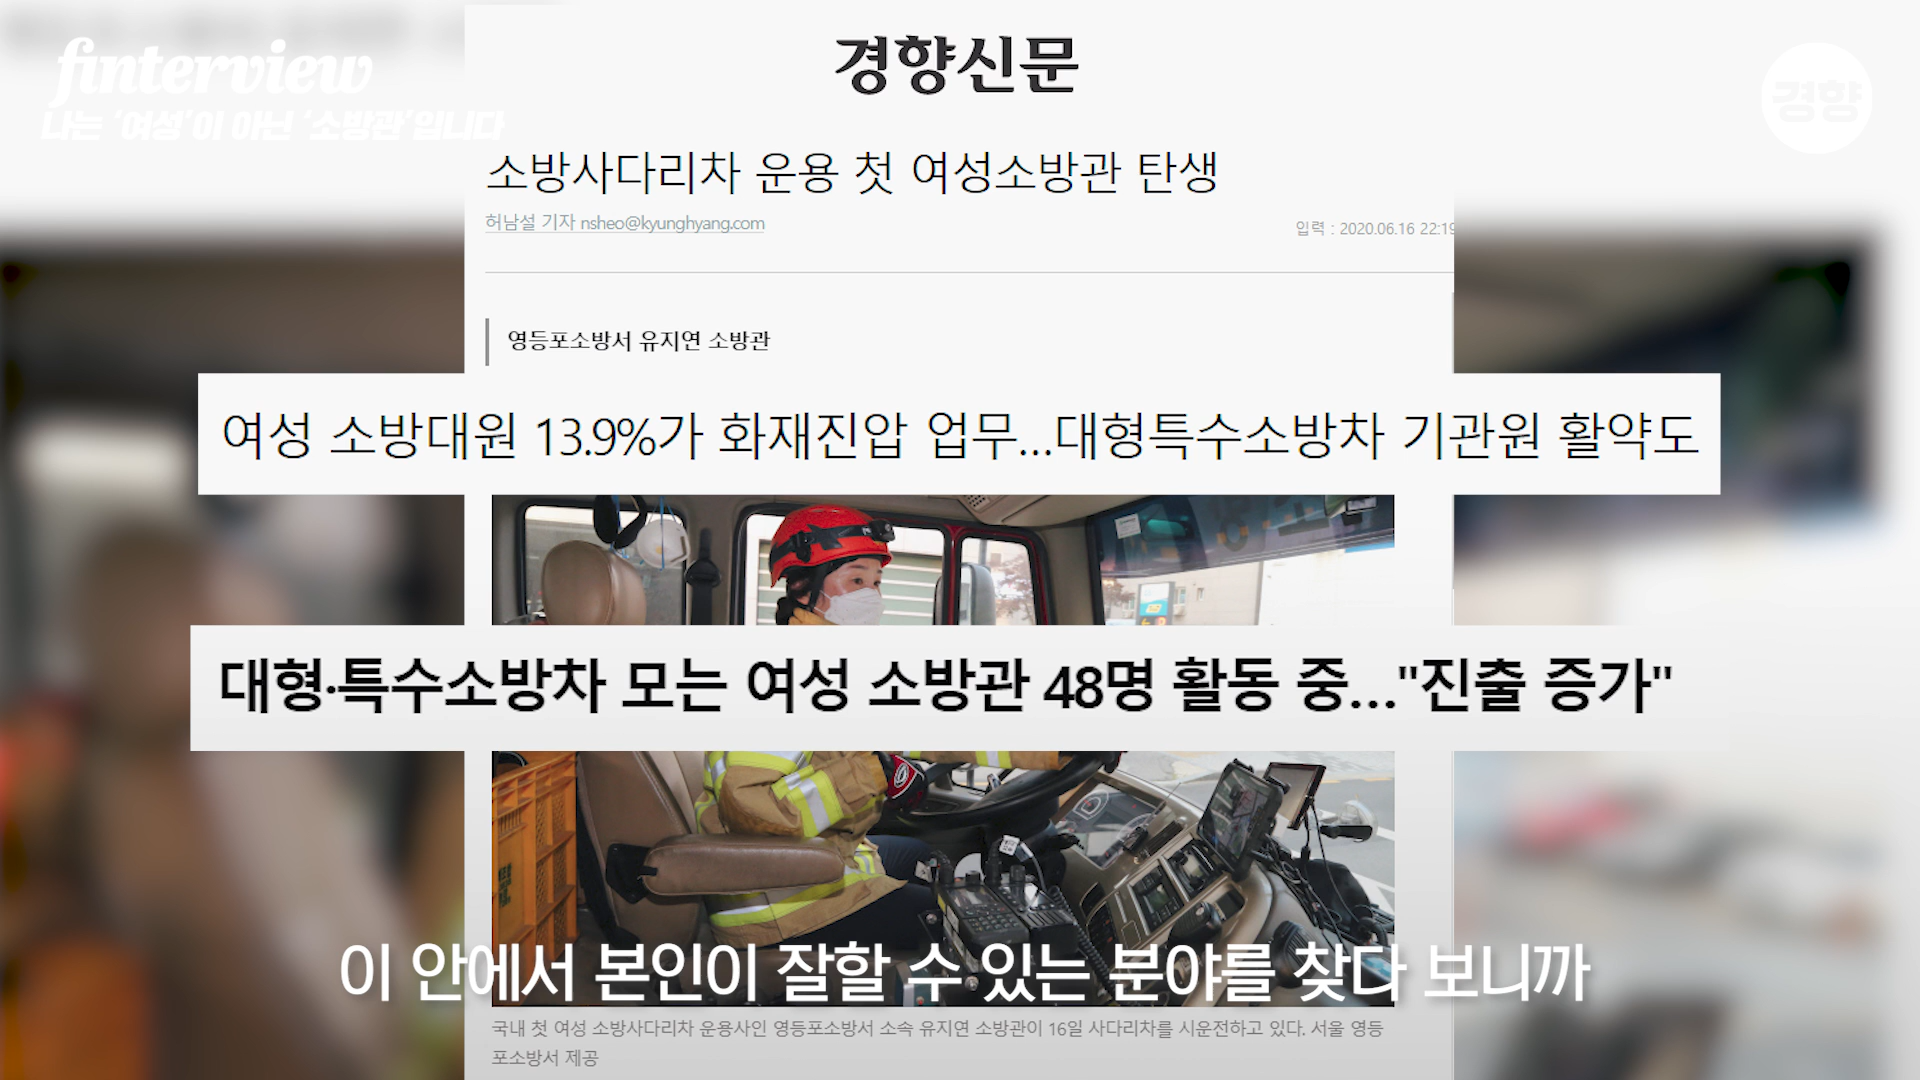 finterview
나는 '여성'이 아닌 '소방관'입니다
경향
경향신문
소방사다리차 운용 첫 여성소방관 탄생
허남설 기자 nsheo@kyunghyang.com
입력 : 2020.06.16 22:19
영등포소방서 유지연 소방관
여성 소방대원 13.9%가 화재진압 업무...대형특수소방차 기관원 활약도
대형·특수소방차 모는 여성 소방관 48명 활동 중..."진출 증가"
이 안에서 본인이 잘할 수 있는 분야를 찾다 보니까
국내 첫 여성 소방사다리차 운용사인 영등포소방서 소속 유지연 소방관이 16일 사다리차를 시운전하고 있다. 서울 영등
포소방서 제공